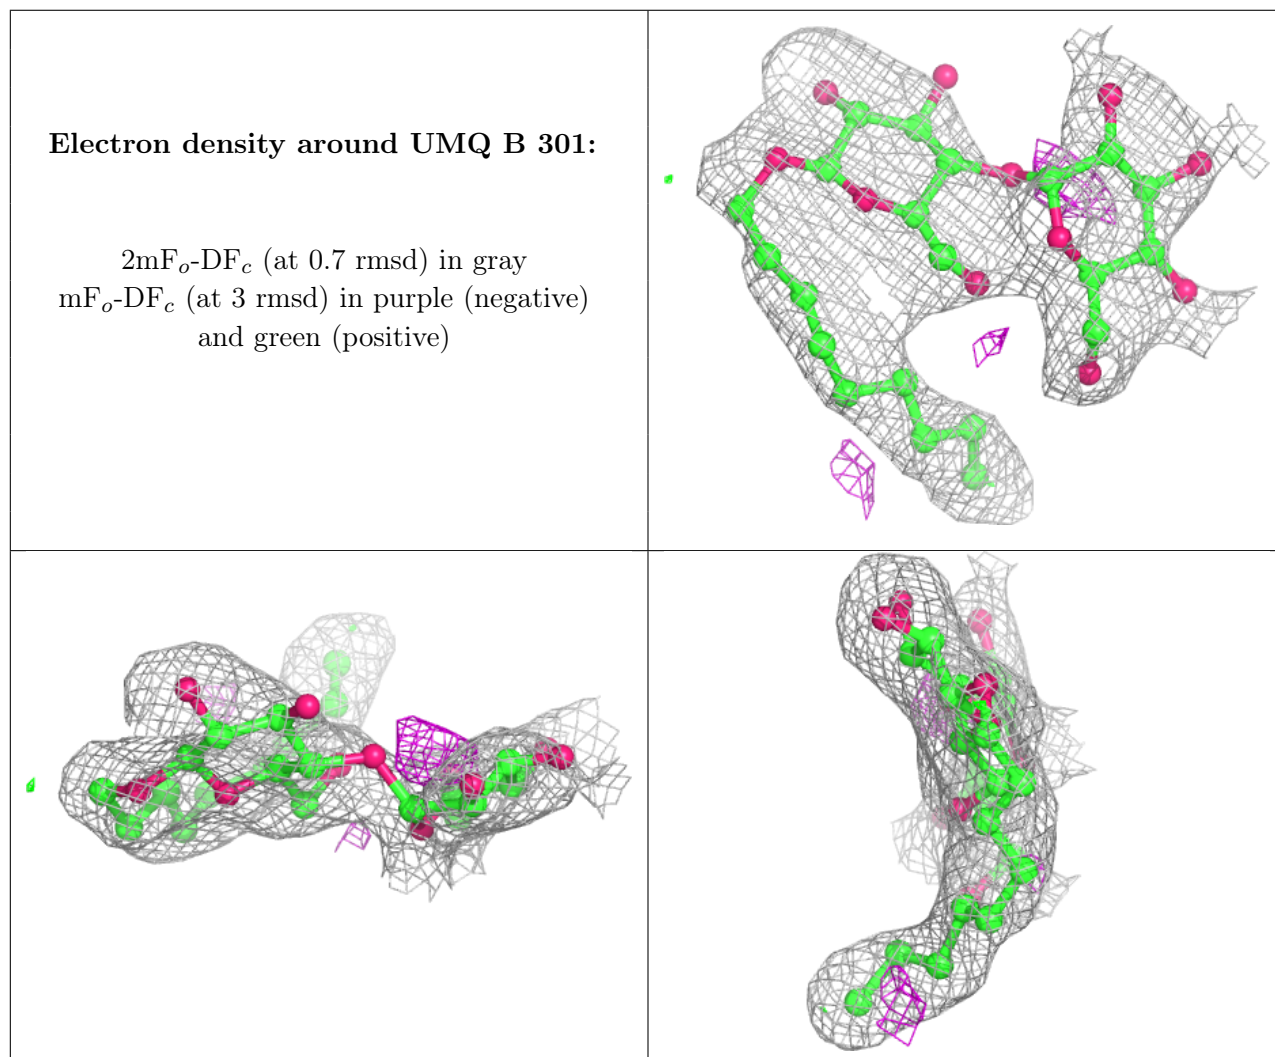 Electron density around UMQ B 301:
2mFₒ-DF𝒸 (at 0.7 rmsd) in gray
mFₒ-DF𝒸 (at 3 rmsd) in purple (negative)
and green (positive)